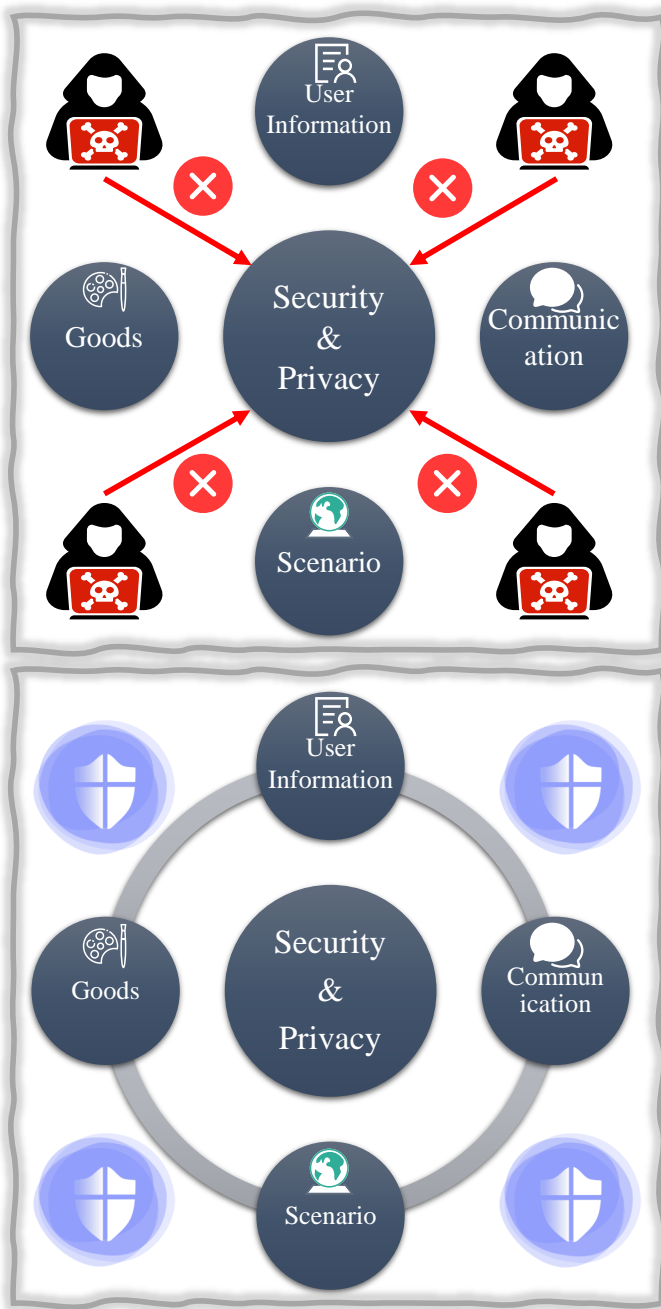 User
Information
Security
&
Privacy
Goods
Communic
ation
Scenario
User
Information
Security
&
Privacy
Goods
Commun
ication
Scenario